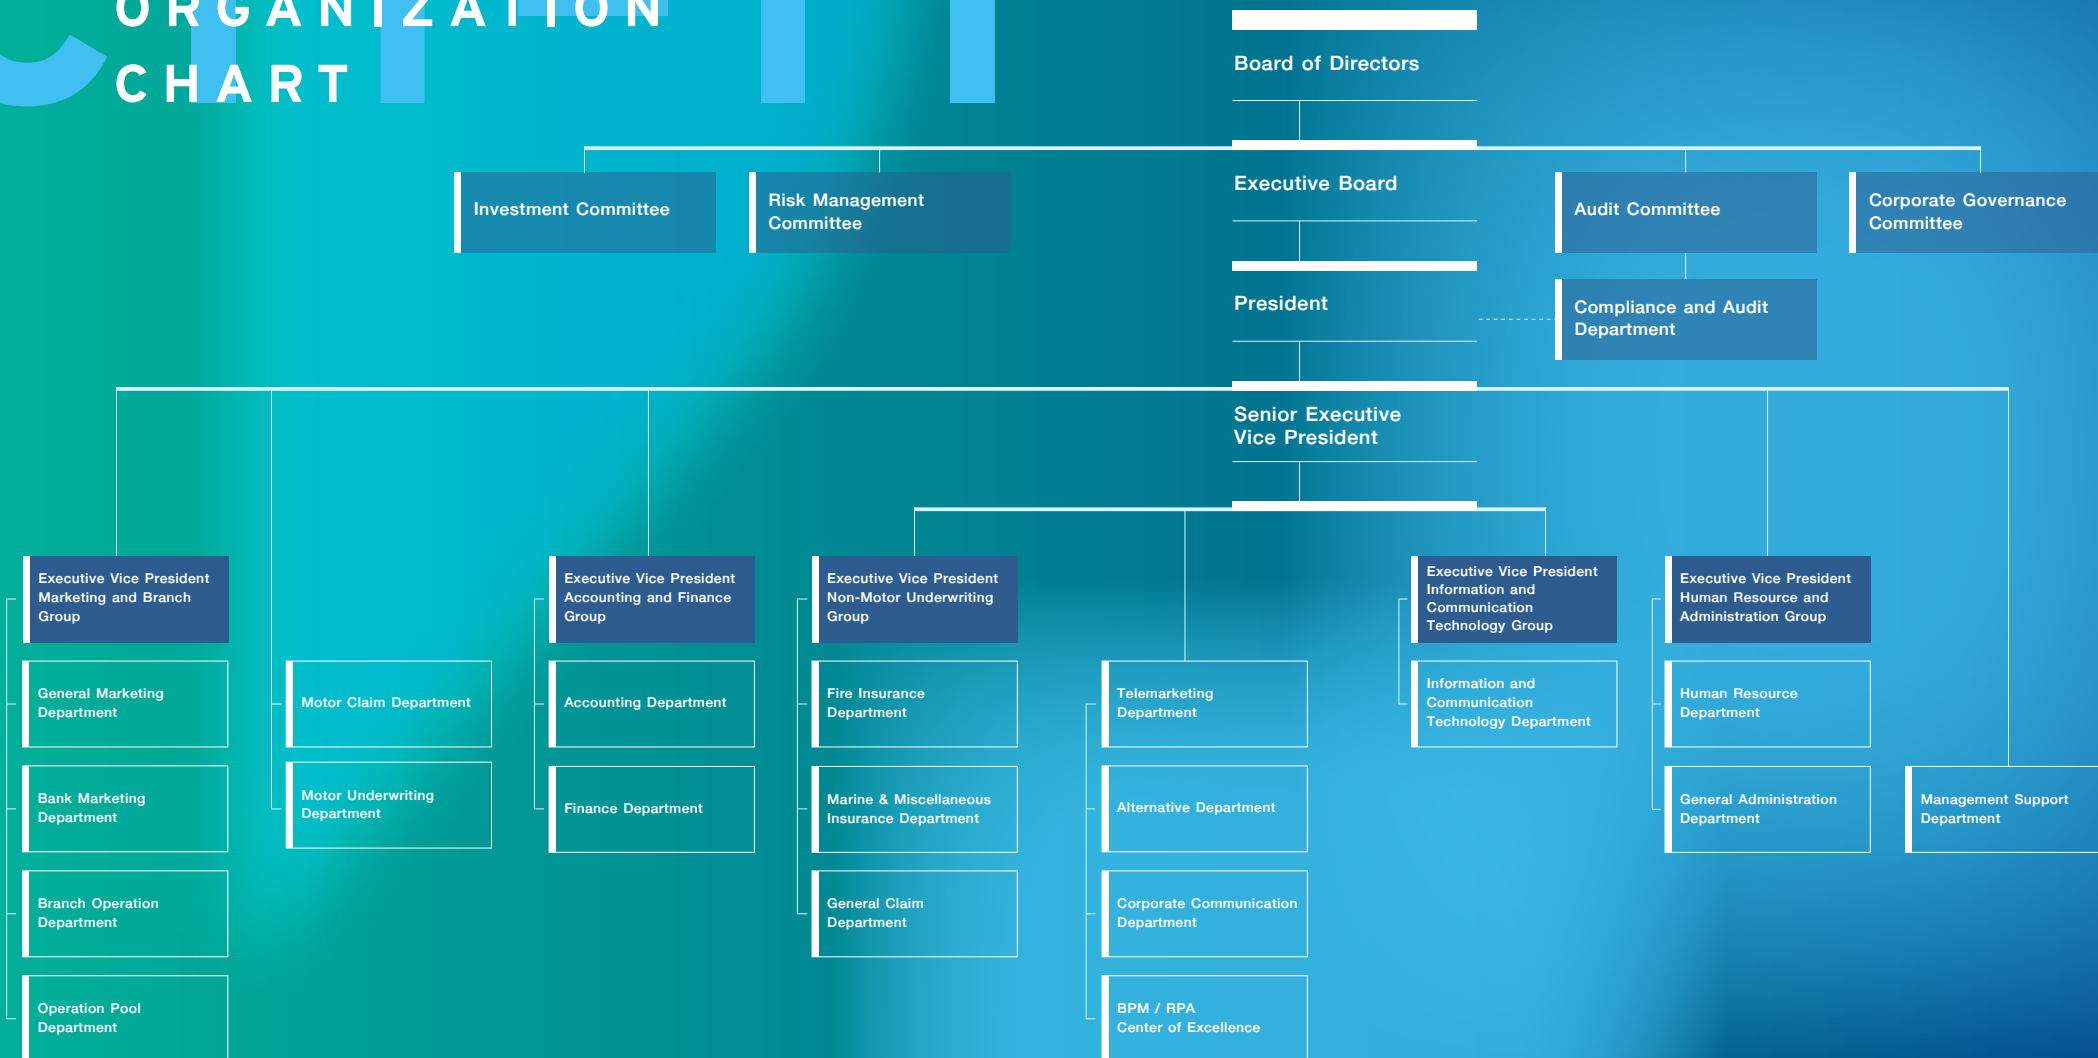 ORGANIZATION
CHART
Board of Directors
Executive Board
Investment Committee
Risk Management
Committee
Audit Committee
Corporate Governance
Committee
President
Compliance and Audit
Department
Senior Executive
Vice President
Executive Vice President
Marketing and Branch
Group
General Marketing
Department
Bank Marketing
Department
Branch Operation
Department
Operation Pool
Department
Motor Claim Department
Motor Underwriting
Department
Executive Vice President
Accounting and Finance
Group
Accounting Department
Finance Department
Executive Vice President
Non-Motor Underwriting
Group
Fire Insurance
Department
Marine & Miscellaneous
Insurance Department
General Claim
Department
Telemarketing
Department
Alternative Department
Corporate Communication
Department
BPM / RPA
Center of Excellence
Executive Vice President
Information and
Communication
Technology Group
Information and
Communication
Technology Department
Executive Vice President
Human Resource and
Administration Group
Human Resource
Department
General Administration
Department
Management Support
Department